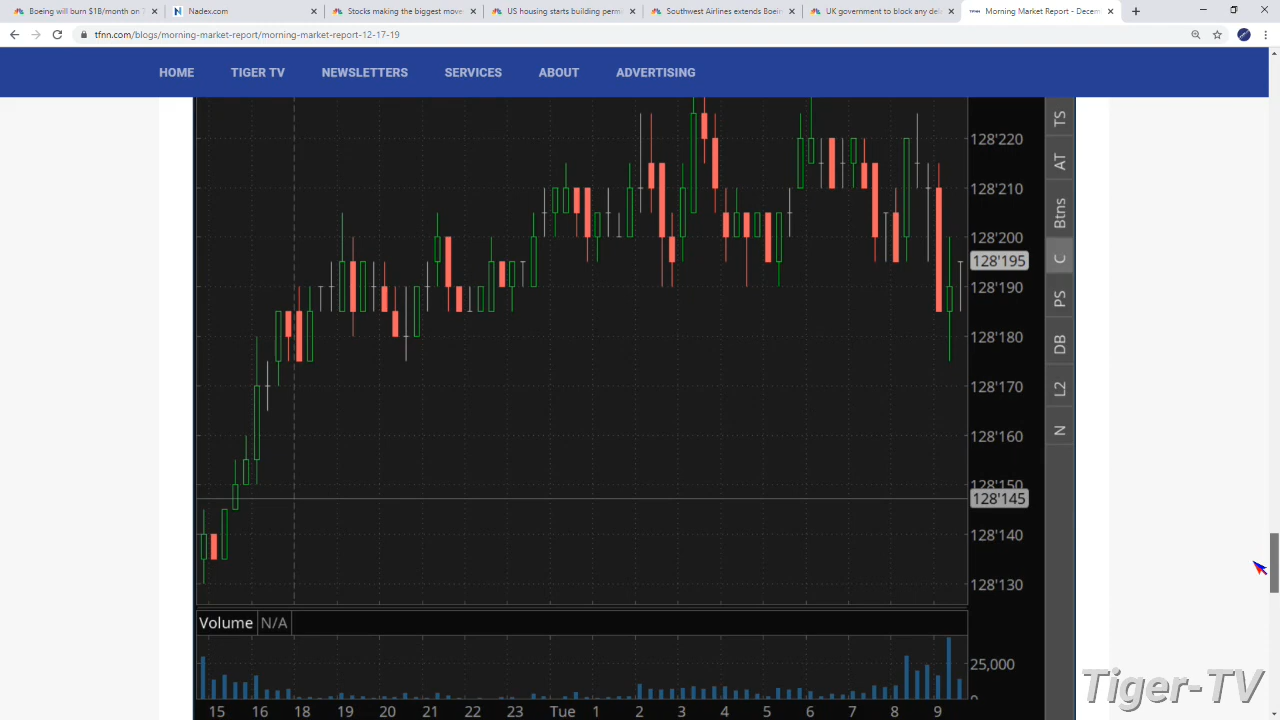 Boeing will burn $1B/month on 7
Nadex.com
Stocks making the biggest move
US housing starts building perm
Southwest Airlines extends Boein
UK government to block any del
Morning Market Report - Decem
tfnn.com/blogs/morning-market-report/morning-market-report-12-17-19
HOME TIGER TV NEWSLETTERS SERVICES ABOUT ADVERTISING
128'220
128'210
128'200
128'195
128'190
128'180
128'170
128'160
128'150
128'145
128'140
128'130
TS
AT
Btns
C
PS
DB
L2
N
Volume N/A
25,000
0
15 16 18 19 20 21 22 23 Tue 1 2 3 4 5 6 7 8 9
Tiger-TV